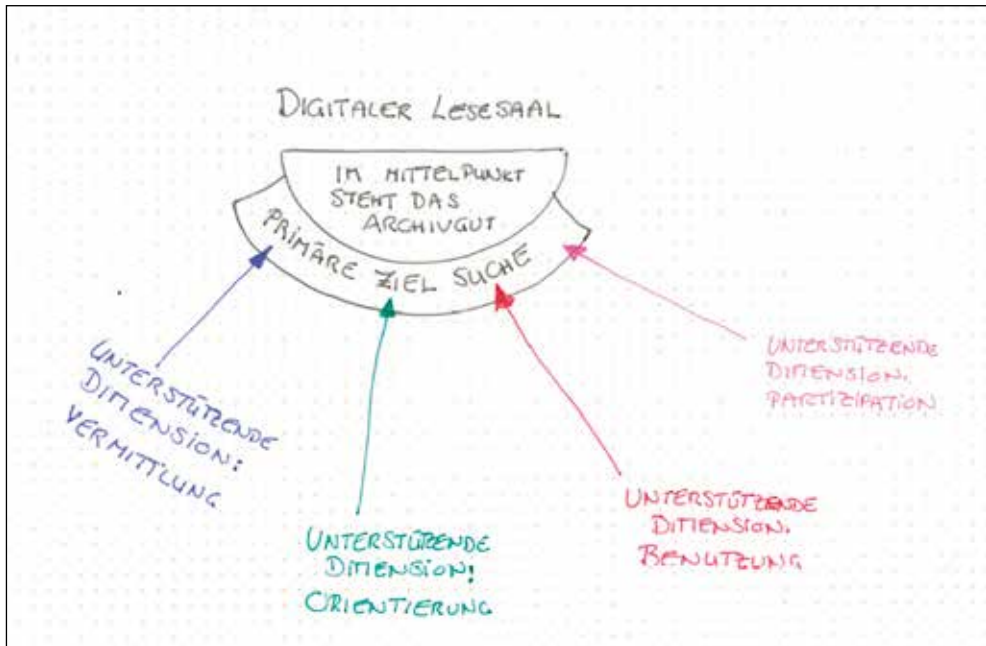 DIGITALER LESESAAL
IM MITTELPUNKT
STEHT DAS
ARCHIVGUT
PRIMÄRE ZIEL SUCHE
UNTERSTÜTZENDE
DIMENSION:
VERMITTLUNG
UNTERSTÜTZENDE
DIMENSION:
ORIENTIERUNG
UNTERSTÜTZENDE
DIMENSION.
BENUTZUNG
UNTERSTÜTZENDE
DIMENSION.
PARTIZIPATION